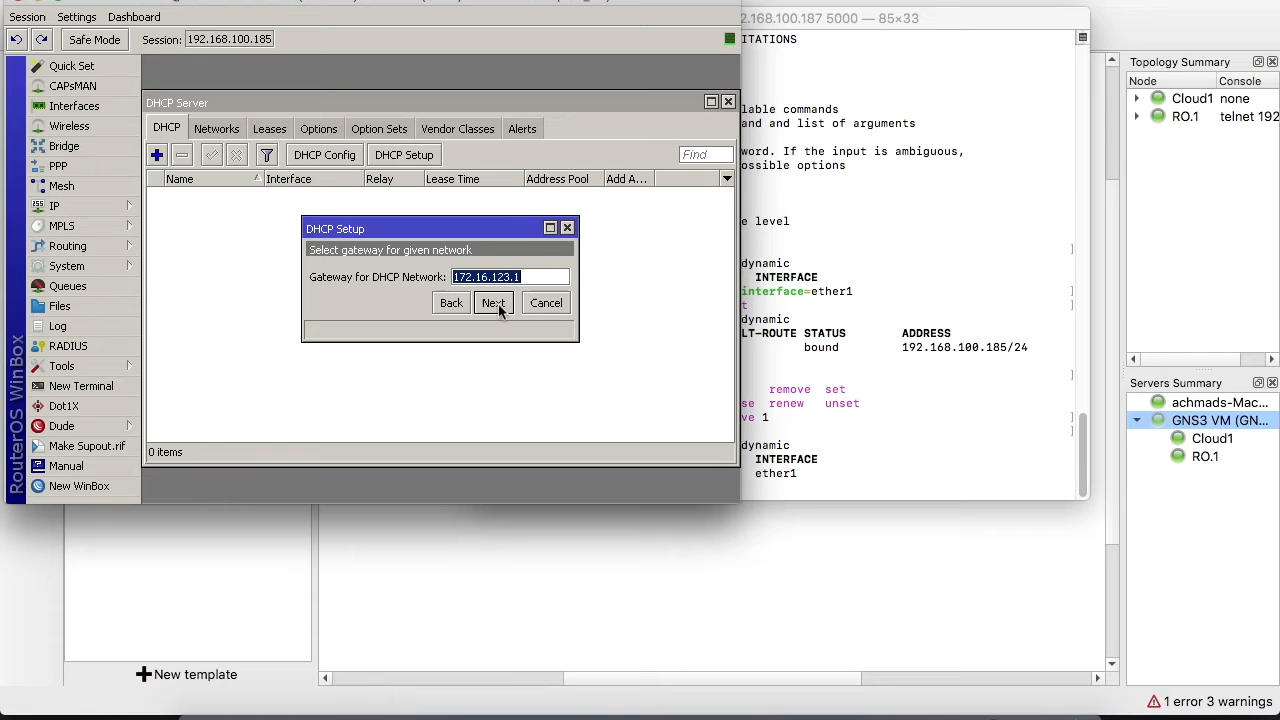 Session Settings Dashboard
Safe Mode Session: 192.168.100.185
Quick Set
CAPsMAN
Interfaces
Wireless
Bridge
PPP
Mesh
IP
MPLS
Routing
System
Queues
Files
Log
RADIUS
Tools
New Terminal
Dot1X
Dude
Make Supout.rif
Manual
New WinBox
RouterOS WinBox
DHCP Server
DHCP Networks Leases Options Option Sets Vendor Classes Alerts
DHCP Config DHCP Setup Find
Name Interface Relay Lease Time Address Pool Add A...
DHCP Setup
Select gateway for given network
Gateway for DHCP Network: 172.16.123.1
Back Next Cancel
0 items
2.168.100.187 5000 — 85×33
ITATIONS
lable commands
and and list of arguments
word. If the input is ambiguous,
ossible options
e level
]
dynamic
INTERFACE
interface=ether1 ]
t ]
dynamic
LT-ROUTE STATUS ADDRESS
bound 192.168.100.185/24
]
remove set
se renew unset
ve 1 ]
]
dynamic
INTERFACE
ether1
Topology Summary
Node Console
Cloud1 none
RO.1 telnet 192
Servers Summary
achmads-Mac...
GNS3 VM (GN...
Cloud1
RO.1
New template
1 error 3 warnings